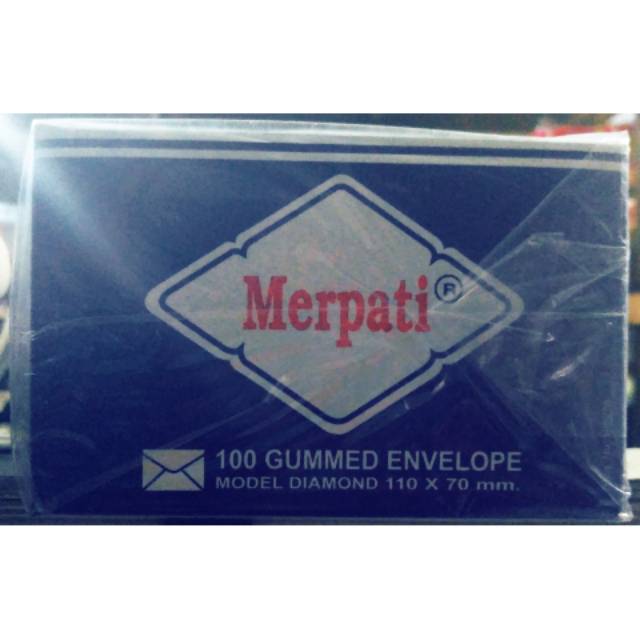 Merpati ®
100 GUMMED ENVELOPE
MODEL DIAMOND 110 X 70 mm.